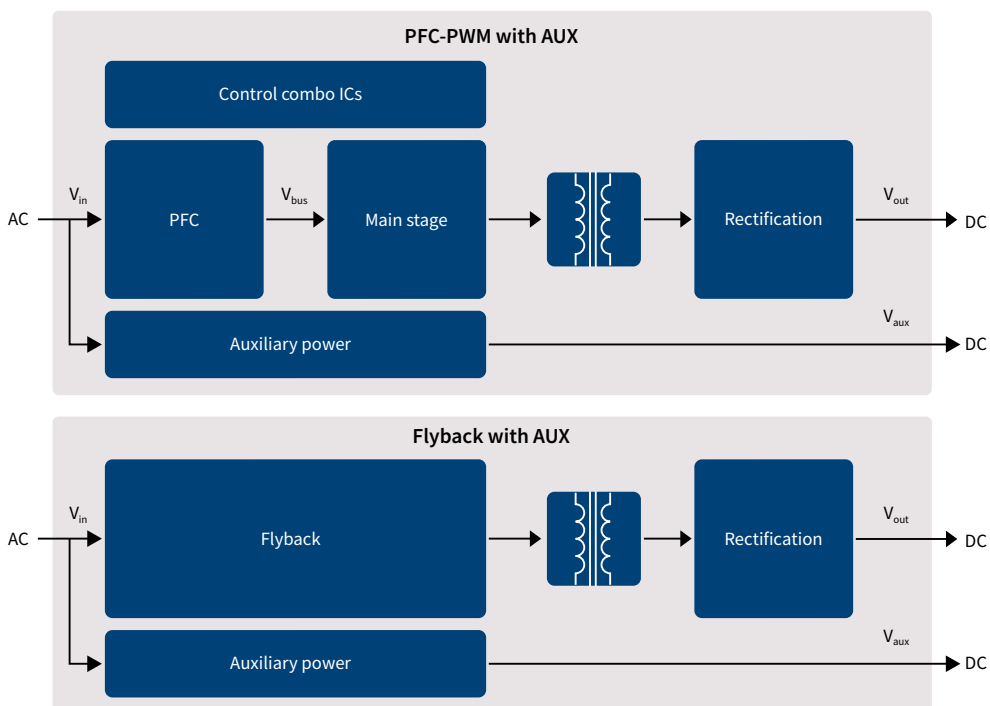 PFC-PWM with AUX
Control combo ICs
AC
Vin
PFC
Vbus
Main stage
Rectification
Vout
DC
Auxiliary power
Vaux
DC
Flyback with AUX
AC
Vin
Flyback
Rectification
Vout
DC
Auxiliary power
Vaux
DC